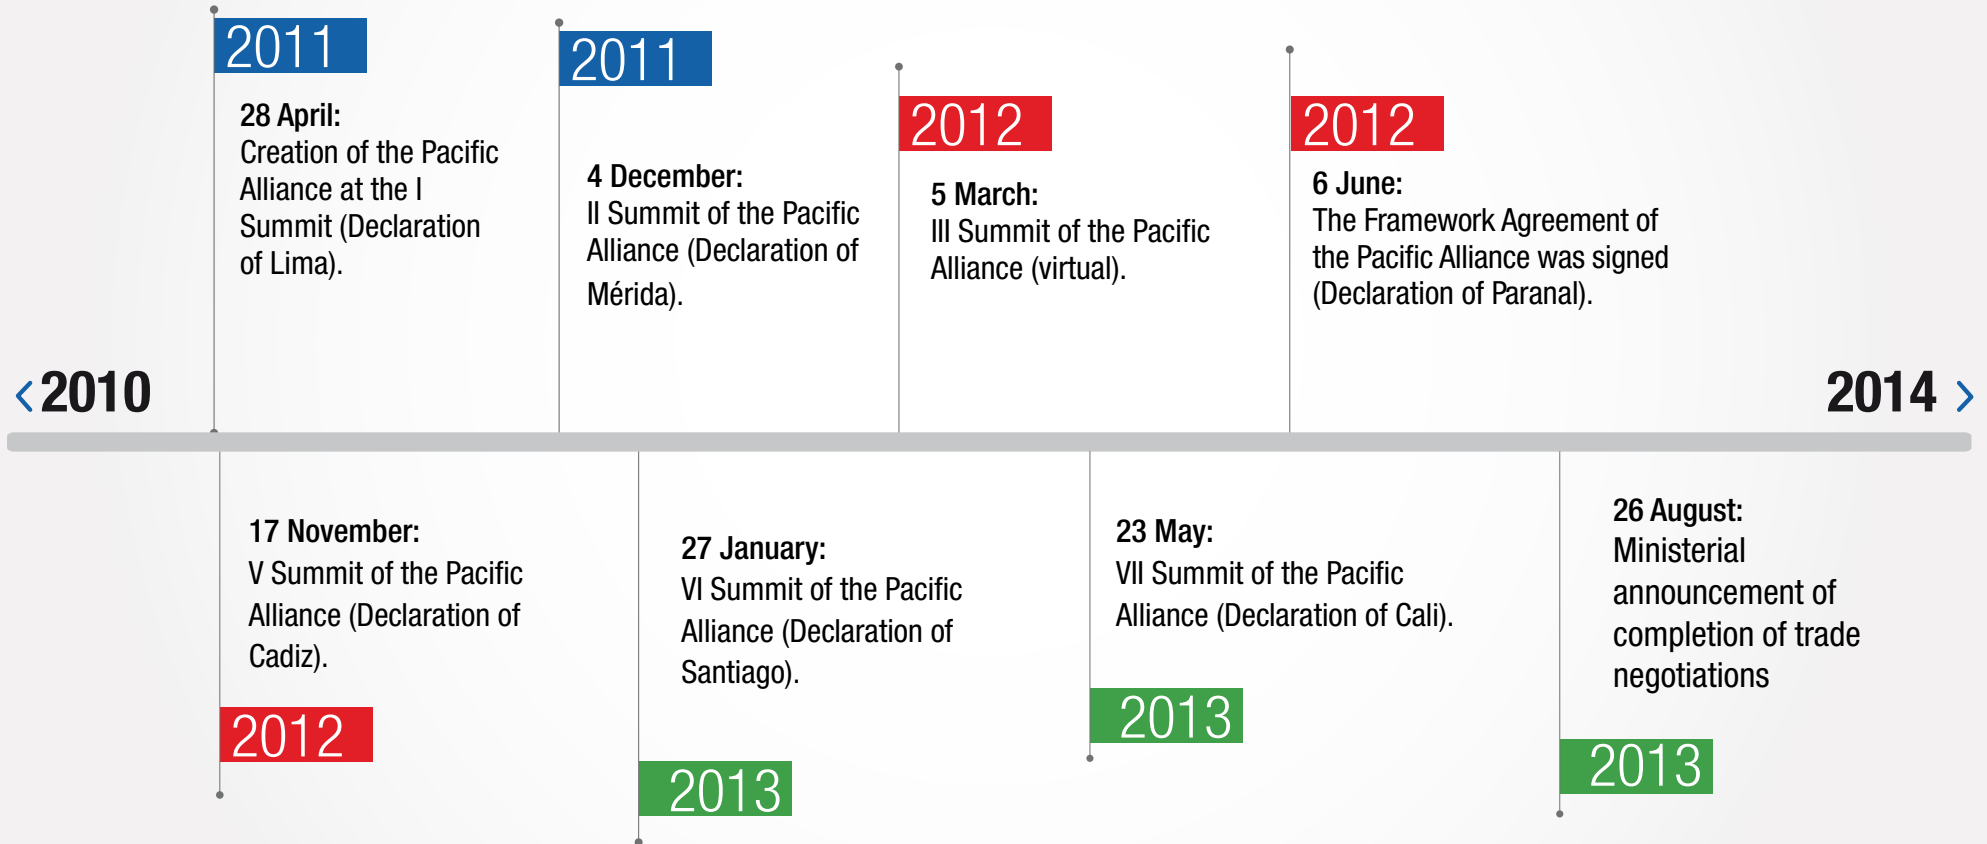 2011
28 April:
Creation of the Pacific
Alliance at the I
Summit (Declaration
of Lima).
2011
4 December:
II Summit of the Pacific
Alliance (Declaration of
Mérida).
2012
5 March:
III Summit of the Pacific
Alliance (virtual).
2012
6 June:
The Framework Agreement of
the Pacific Alliance was signed
(Declaration of Paranal).
2010
2014
17 November:
V Summit of the Pacific
Alliance (Declaration of
Cadiz).
2012
27 January:
VI Summit of the Pacific
Alliance (Declaration of
Santiago).
2013
23 May:
VII Summit of the Pacific
Alliance (Declaration of Cali).
2013
26 August:
Ministerial
announcement of
completion of trade
negotiations
2013